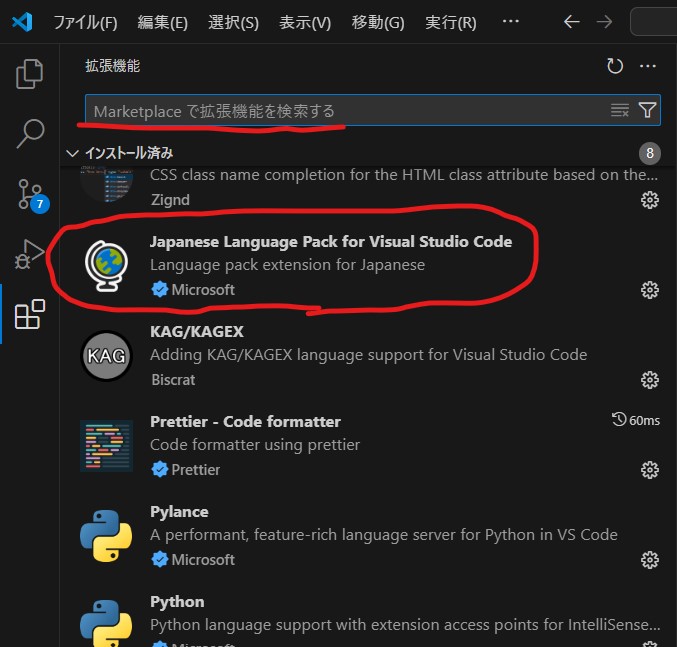 ファイル(F) 編集(E) 選択(S) 表示(V) 移動(G) 実行(R) ···
拡張機能
Marketplace で拡張機能を検索する
インストール済み 8
CSS class name completion for the HTML class attribute based on the...
Zignd
7
Japanese Language Pack for Visual Studio Code
Language pack extension for Japanese
Microsoft
KAG/KAGEX
KAG
Adding KAG/KAGEX language support for Visual Studio Code
Biscrat
Prettier - Code formatter 60ms
Code formatter using prettier
Prettier
Pylance
A performant, feature-rich language server for Python in VS Code
Microsoft
Python
Python language support with extension access points for IntelliSense...
Microsoft